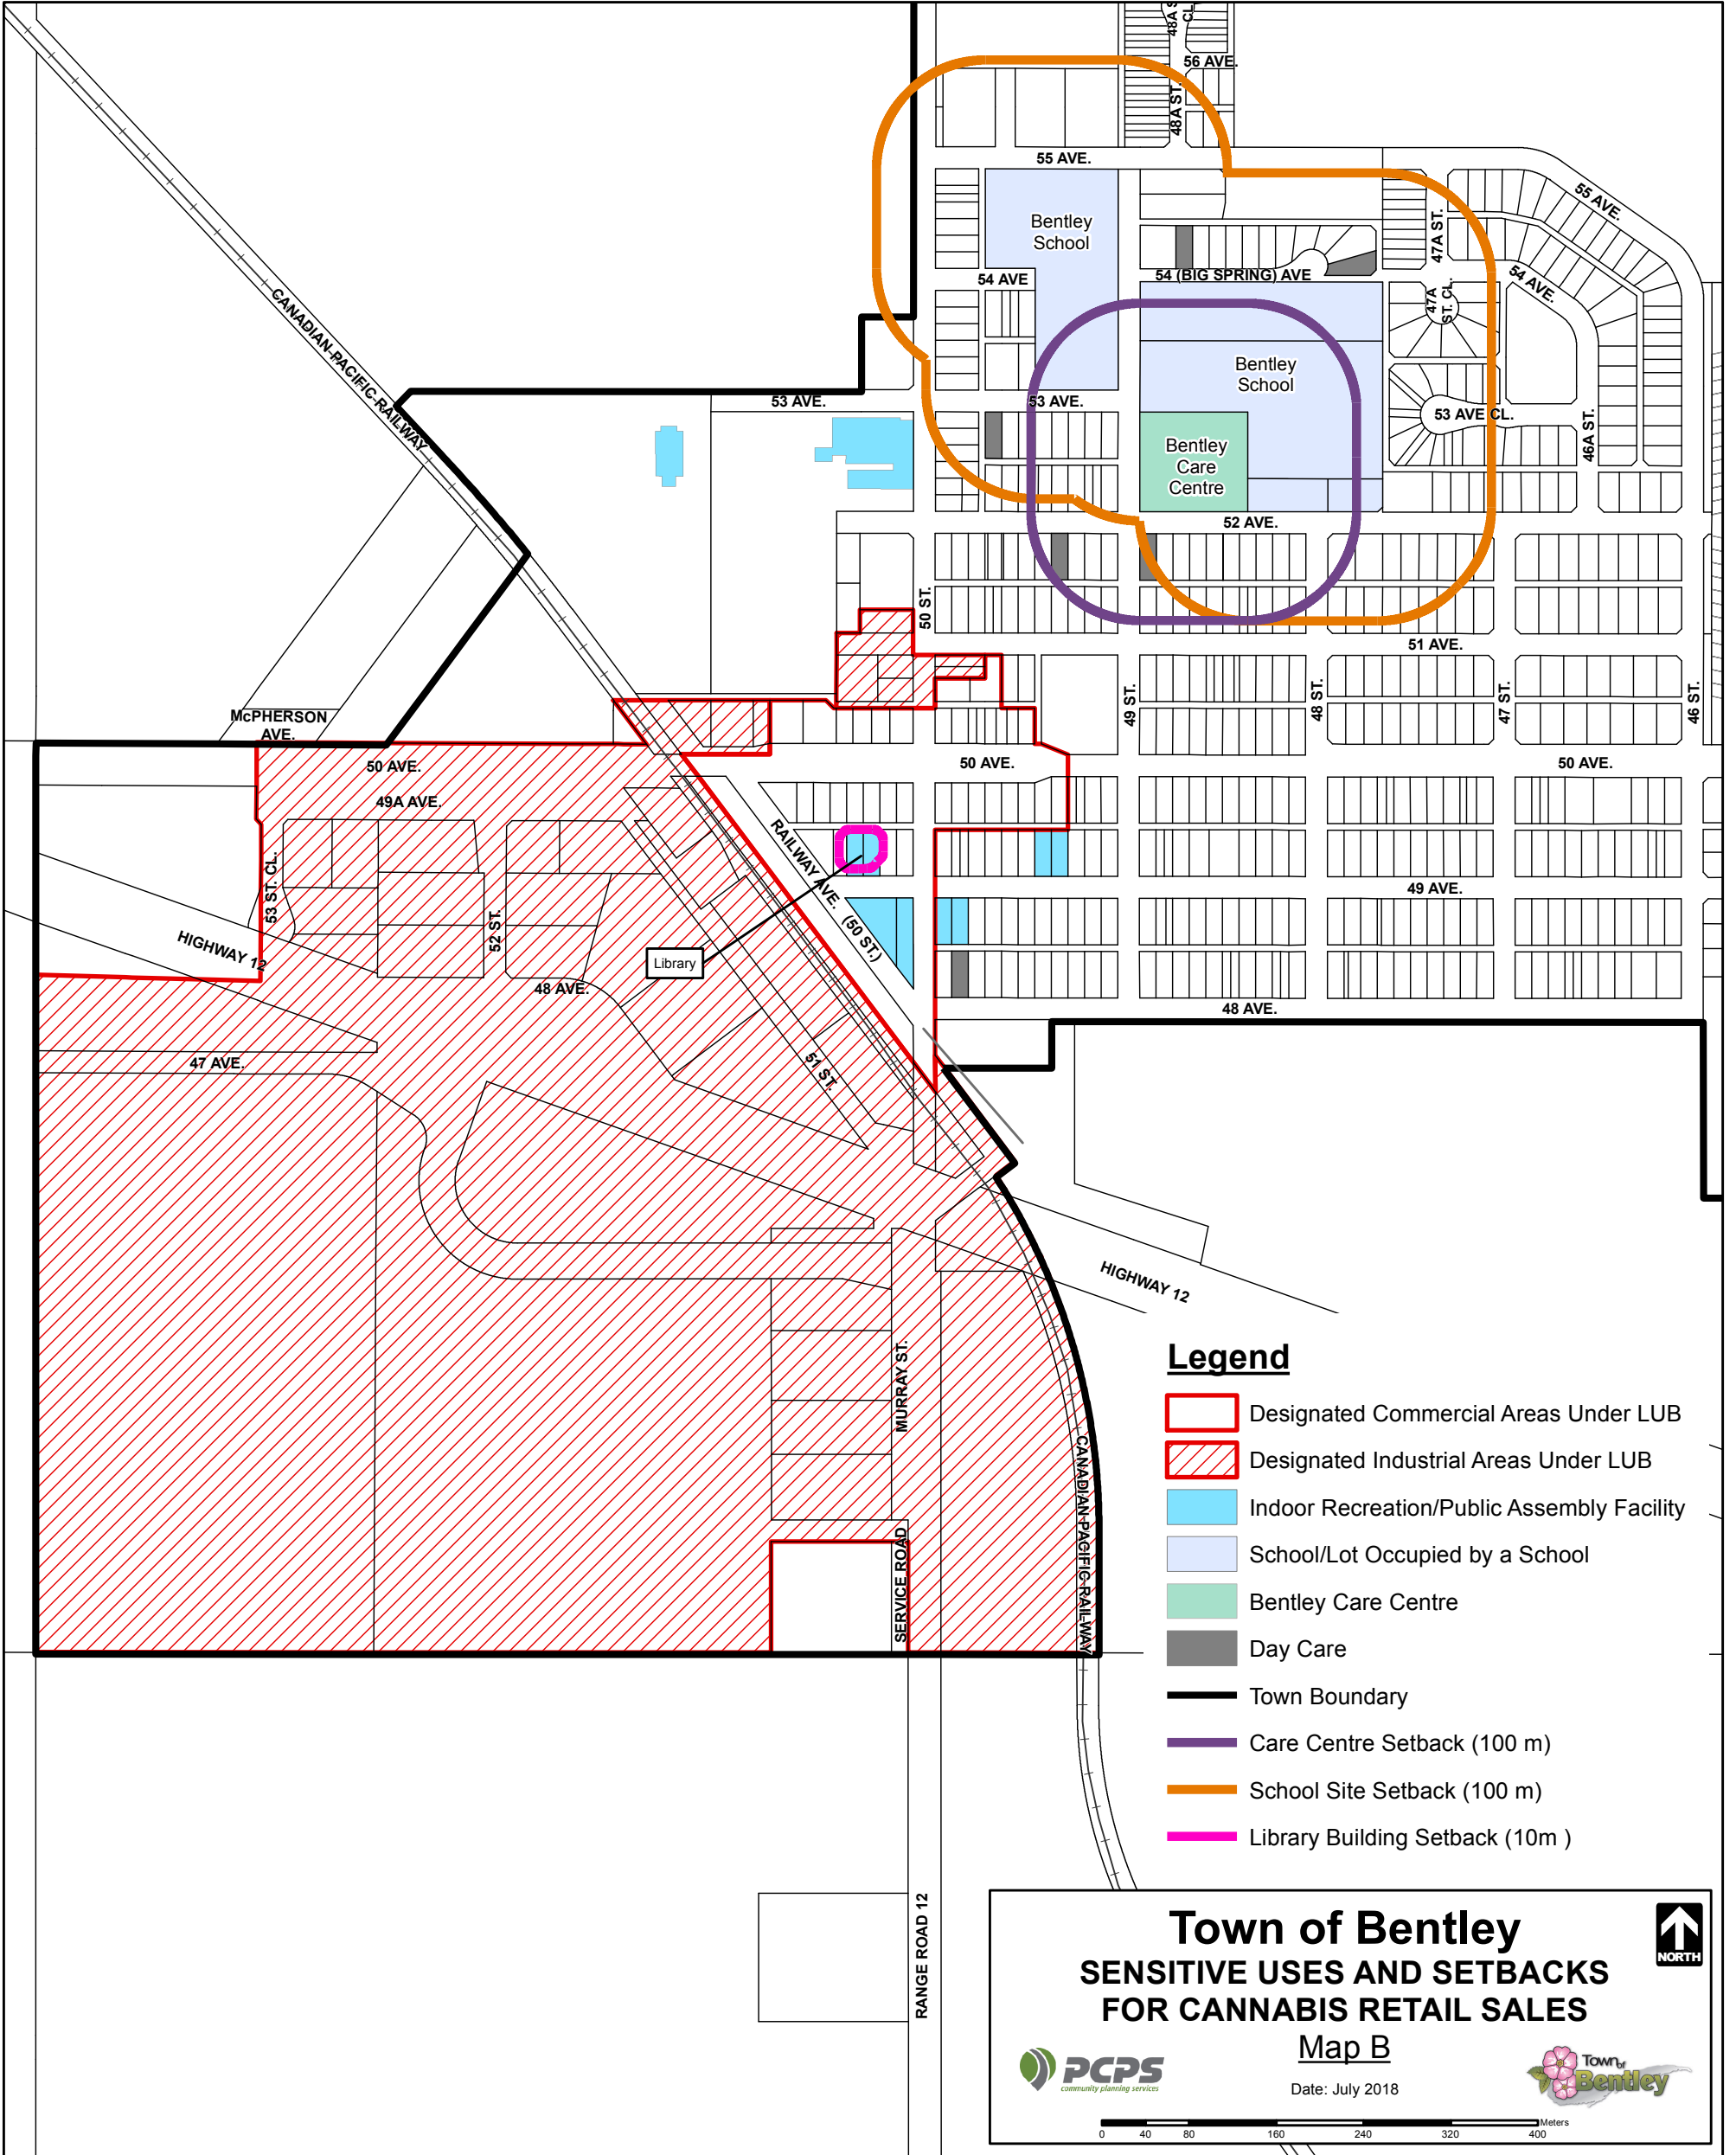 48A S
CL.
56 AVE.
48A ST.
55 AVE.
55 AVE.
Bentley
School
47A ST.
54 AVE
54 (BIG SPRING) AVE
54 AVE.
47A
ST. CL.
CANADIAN PACIFIC RAILWAY
Bentley
School
53 AVE.
53 AVE.
53 AVE CL.
46A ST.
Bentley
Care
Centre
52 AVE.
50 ST.
51 AVE.
49 ST.
48 ST.
47 ST.
46 ST.
McPHERSON
AVE.
50 AVE.
50 AVE.
50 AVE.
49A AVE.
RAILWAY AVE. (50 ST.)
53 ST. CL.
49 AVE.
52 ST.
HIGHWAY 12
Library
48 AVE.
48 AVE.
47 AVE.
51 ST.
HIGHWAY 12
MURRAY ST.
SERVICE ROAD
CANADIAN PACIFIC RAILWAY
RANGE ROAD 12
Legend
Designated Commercial Areas Under LUB
Designated Industrial Areas Under LUB
Indoor Recreation/Public Assembly Facility
School/Lot Occupied by a School
Bentley Care Centre
Day Care
Town Boundary
Care Centre Setback (100 m)
School Site Setback (100 m)
Library Building Setback (10m )
Town of Bentley
SENSITIVE USES AND SETBACKS
FOR CANNABIS RETAIL SALES
Map B
Date: July 2018
NORTH
PCPS
community planning services
Town of
Bentley
Meters
0 40 80 160 240 320 400